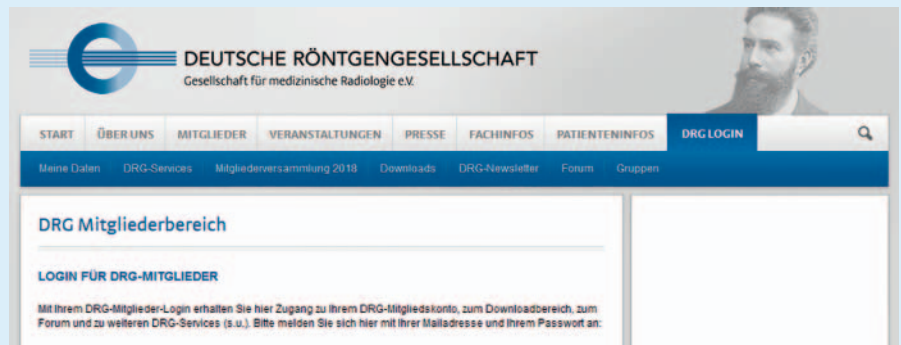 DEUTSCHE RÖNTGENGESELLSCHAFT
Gesellschaft für medizinische Radiologie e.V.
START ÜBER UNS MITGLIEDER VERANSTALTUNGEN PRESSE FACHINFOS PATIENTENINFOS DRG LOGIN
Meine Daten DRG-Services Mitgliederversammlung 2018 Downloads DRG-Newsletter Forum Gruppen
DRG Mitgliederbereich
LOGIN FÜR DRG-MITGLIEDER
Mit Ihrem DRG-Mitglieder-Login erhalten Sie hier Zugang zu Ihrem DRG-Mitgliedskonto, zum Downloadbereich, zum
Forum und zu weiteren DRG-Services (s.u.). Bitte melden Sie sich hier mit Ihrer Mailadresse und Ihrem Passwort an: